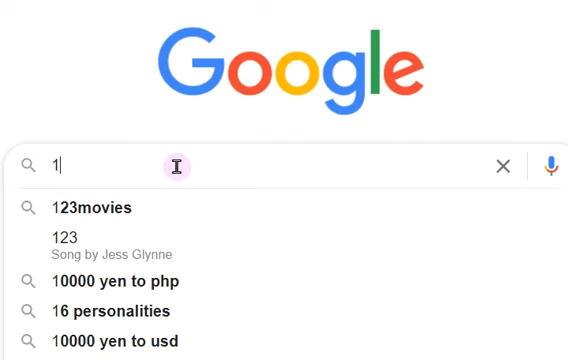 Google
1
123movies
123
Song by Jess Glynne
10000 yen to php
16 personalities
10000 yen to usd